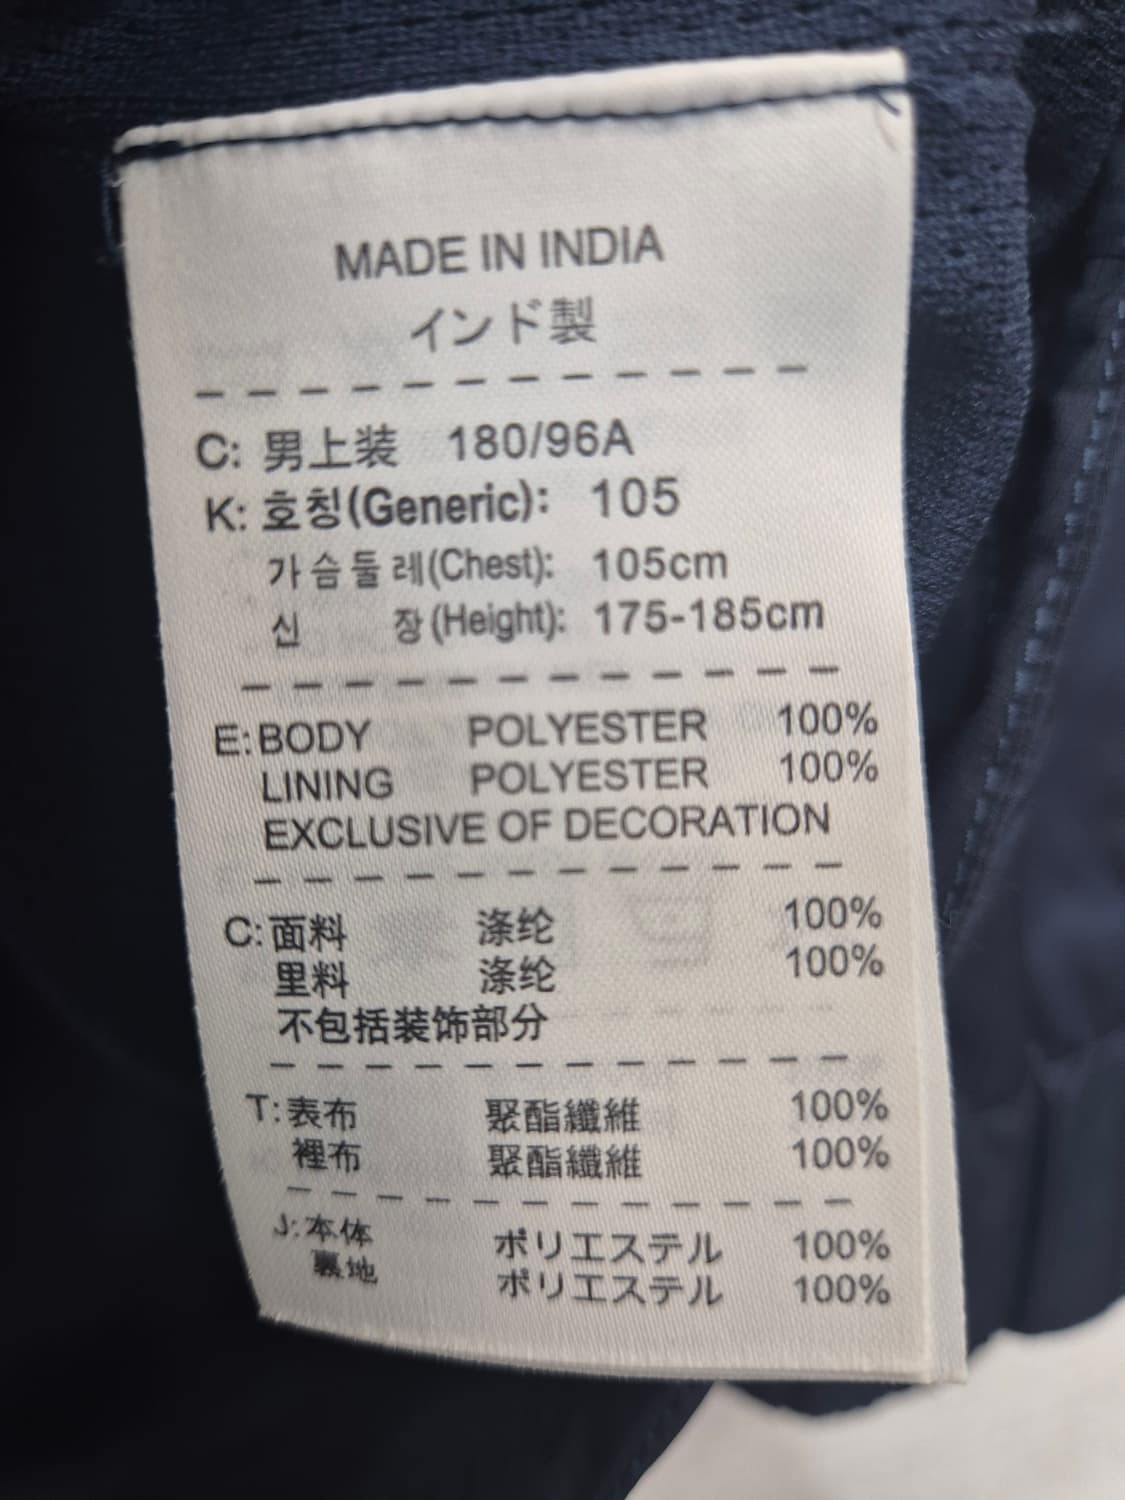 MADE IN INDIA
インド製
C: 男上装 180/96A
K: 호칭(Generic): 105
가슴둘레(Chest): 105cm
신 장(Height): 175-185cm
E: BODY POLYESTER 100%
LINING POLYESTER 100%
EXCLUSIVE OF DECORATION
C: 面料 涤纶 100%
里料 涤纶 100%
不包括装饰部分
T: 表布 聚酯纖維 100%
裡布 聚酯纖維 100%
J: 本体 ポリエステル 100%
裏地 ポリエステル 100%